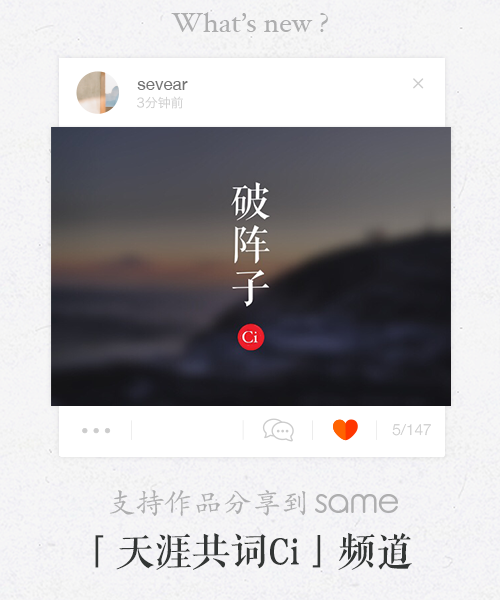 What's new ?
sevear
3分钟前
破阵子
Ci
5/147
支持作品分享到 same
「天涯共词Ci」频道